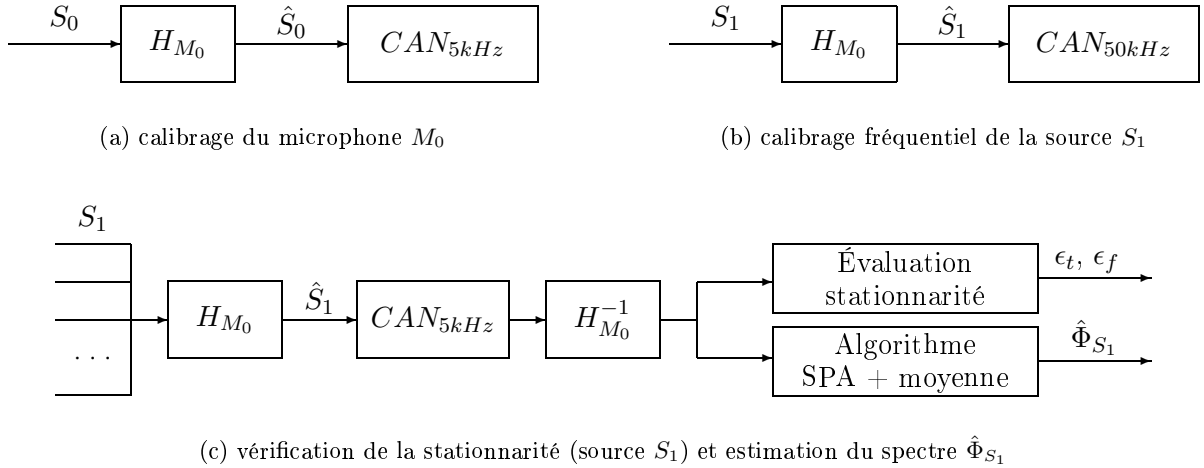 S_0 H_{M_0} Ŝ_0 CAN_{5kHz}
S_1 H_{M_0} Ŝ_1 CAN_{50kHz}
(a) calibrage du microphone M_0
(b) calibrage fréquentiel de la source S_1
S_1
. . .
H_{M_0} Ŝ_1 CAN_{5kHz} H_{M_0}^{-1}
Évaluation
stationnarité
ϵ_t, ϵ_f
Algorithme
SPA + moyenne
Φ̂_{S_1}
(c) vérification de la stationnarité (source S_1) et estimation du spectre Φ̂_{S_1}